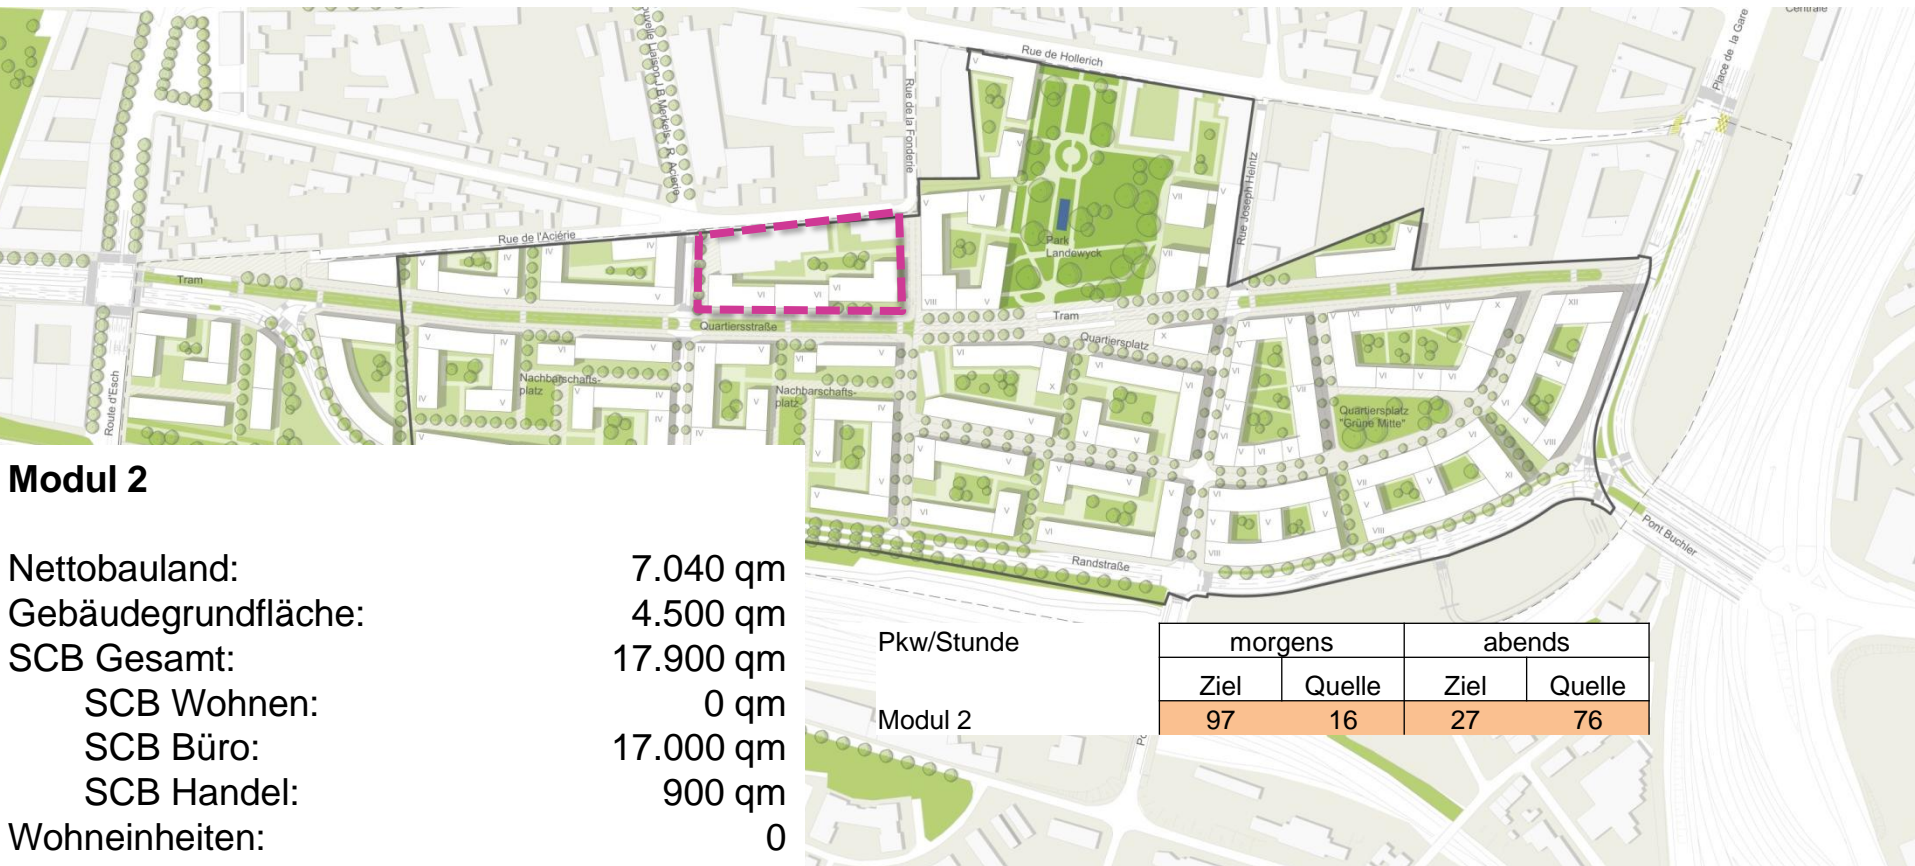 Centrale
Place de la Gare
Rue de Hollerich
Rue de la Fonderie
Rue Joseph Heintz
Rue de l'Aciérie
Park
Landewyck
Tram
Tram
Quartiersstraße
Quartiersplatz
Nachbarschafts-
platz
Nachbarschafts-
platz
Quartiersplatz
"Grüne Mitte"
Route d'Esch
Pont Buchler
Randstraße
Modul 2
Nettobauland: 7.040 qm
Gebäudegrundfläche: 4.500 qm
SCB Gesamt: 17.900 qm
SCB Wohnen: 0 qm
SCB Büro: 17.000 qm
SCB Handel: 900 qm
Wohneinheiten: 0
Pkw/Stunde morgens abends
Ziel Quelle Ziel Quelle
Modul 2 97 16 27 76